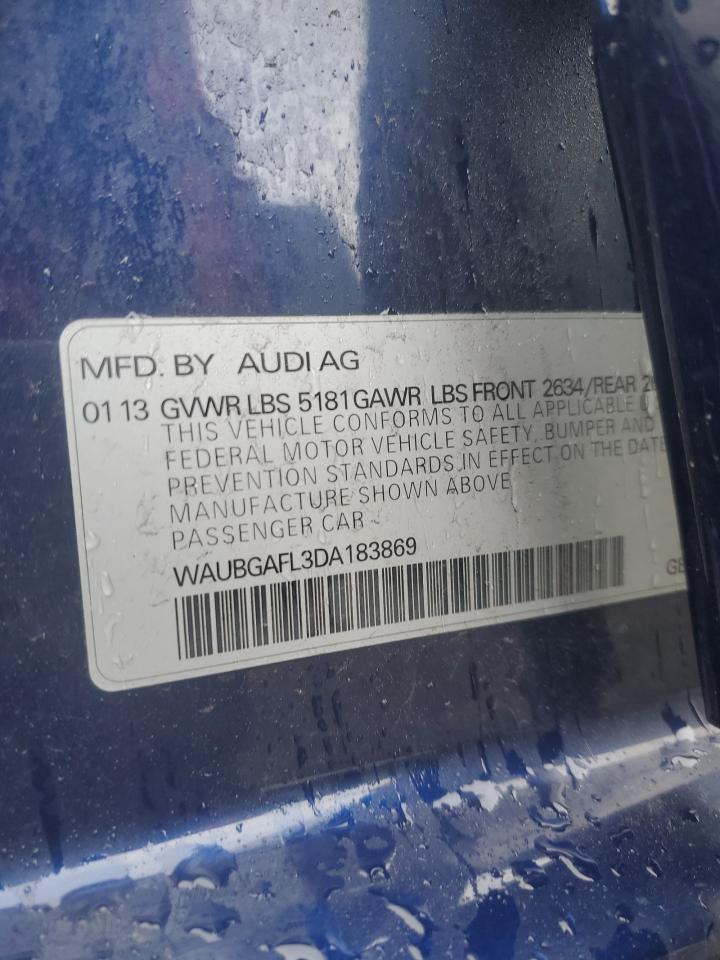 MFD. BY AUDI AG
01 13 GVWR LBS 5181 GAWR LBS FRONT 2634/REAR
THIS VEHICLE CONFORMS TO ALL APPLICABLE
FEDERAL MOTOR VEHICLE SAFETY. BUMPER AND
PREVENTION STANDARDS IN EFFECT ON THE DATE
MANUFACTURE SHOWN ABOVE
PASSENGER CAR
WAUBGAFL3DA183869